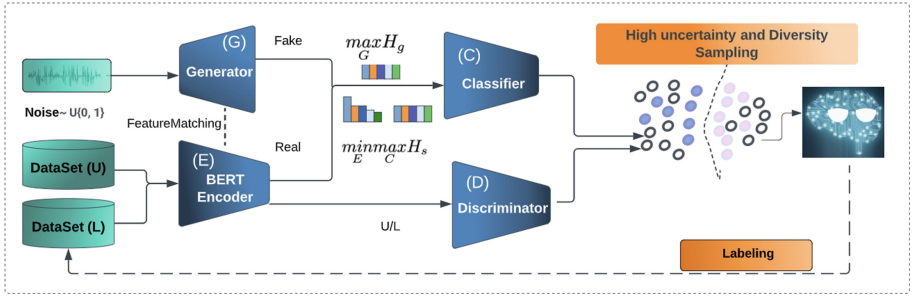 (G)
Generator
Fake
max H_g
G
(C)
Classifier
High uncertainty and Diversity
Sampling
Noise~ U{0, 1}
FeatureMatching
min max H_s
E C
Real
(E)
BERT
Encoder
DataSet (U)
DataSet (L)
(D)
Discriminator
U/L
Labeling